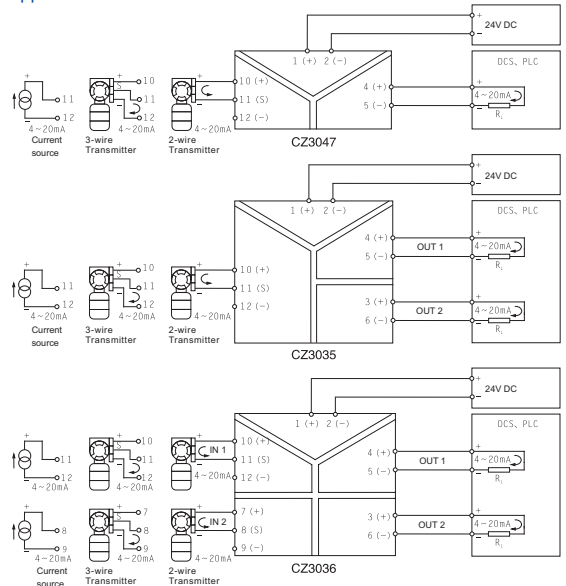 +
24V DC
−
1 (+) 2 (−)
DCS、PLC
+ + 10 + 10 (+) 4 (+) +
S 4~20mA
11 11 11 (S) 5 (−) −
12 − 12 − 12 (−) RL
4~20mA 4~20mA 4~20mA
Current 3-wire 2-wire
source Transmitter Transmitter
CZ3047
+
24V DC
−
1 (+) 2 (−)
DCS、PLC
4 (+) OUT 1 +
4~20mA
5 (−) −
RL
+ + 10 + 10 (+)
S
11 11 11 (S)
12 − 12 − 12 (−)
4~20mA 4~20mA 4~20mA
3 (+) OUT 2 +
4~20mA
6 (−) −
RL
Current 3-wire 2-wire
source Transmitter Transmitter
CZ3035
+
24V DC
−
1 (+) 2 (−)
DCS、PLC
+ + 10 + IN 1 10 (+) 4 (+) OUT 1 +
S 4~20mA
11 11 11 (S) 5 (−) −
12 − 12 − 12 (−) RL
4~20mA 4~20mA 4~20mA
+ + 7 + IN 2 7 (+) 3 (+) OUT 2 +
S 4~20mA
8 8 8 (S) 6 (−) −
9 − 9 − 9 (−) RL
4~20mA 4~20mA 4~20mA
Current 3-wire 2-wire
source Transmitter Transmitter
CZ3036